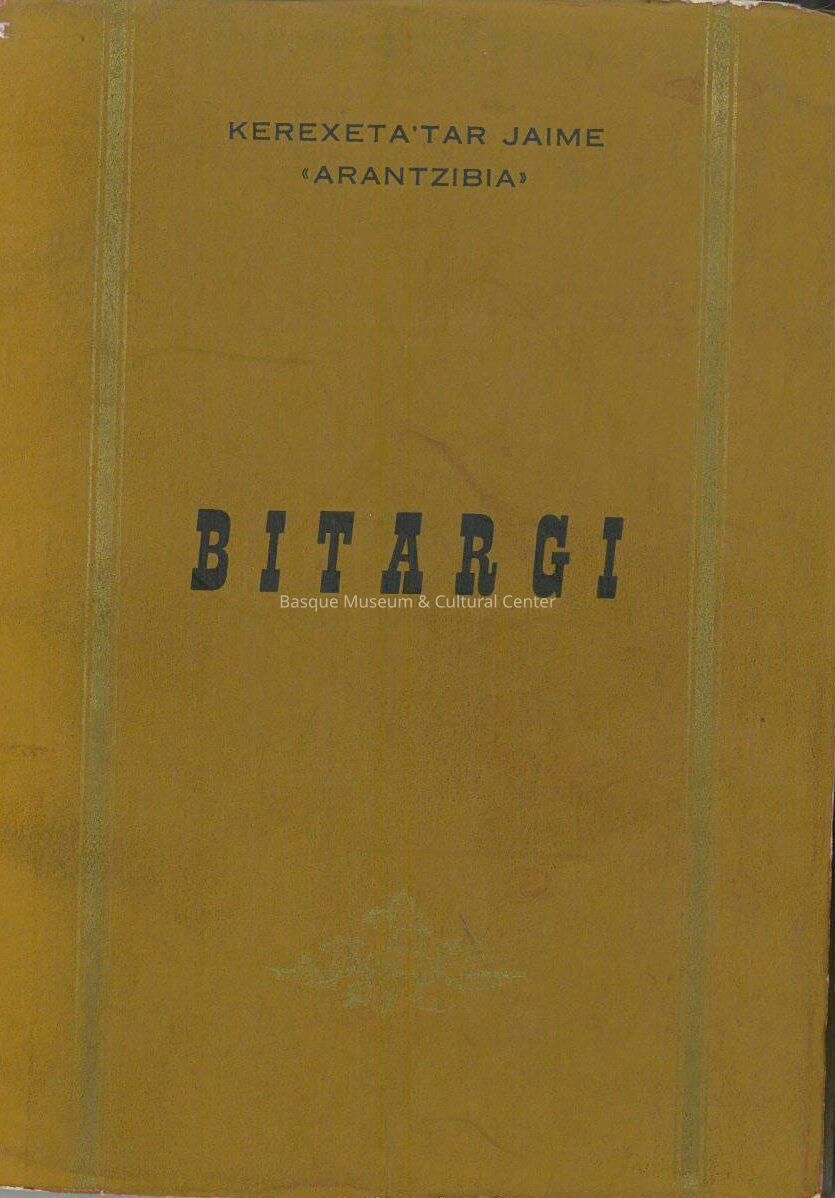 KEREXETA'TAR JAIME
«ARANTZIBIA»
BITARGI
Basque Museum & Cultural Center